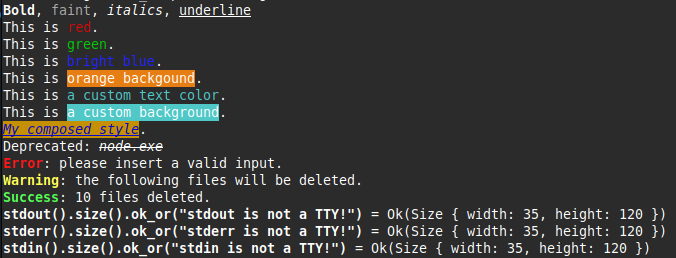 Bold, faint, italics, underline
This is red.
This is green.
This is bright blue.
This is orange backgound.
This is a custom text color.
This is a custom background.
My composed style.
Deprecated: node.exe
Error: please insert a valid input.
Warning: the following files will be deleted.
Success: 10 files deleted.
stdout().size().ok_or("stdout is not a TTY!") = Ok(Size { width: 35, height: 120 })
stderr().size().ok_or("stderr is not a TTY!") = Ok(Size { width: 35, height: 120 })
stdin().size().ok_or("stdin is not a TTY!") = Ok(Size { width: 35, height: 120 })